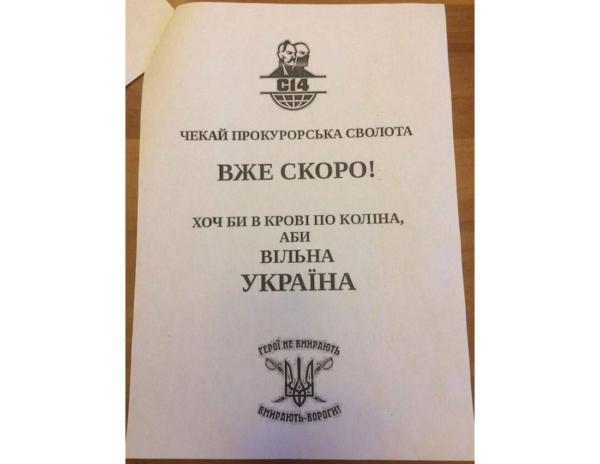 С14
ЧЕКАЙ ПРОКУРОРСЬКА СВОЛОТА
ВЖЕ СКОРО!
ХОЧ БИ В КРОВІ ПО КОЛІНА,
АБИ
ВІЛЬНА
УКРАЇНА
ГЕРОЇ НЕ ВМИРАЮТЬ
ВМИРАЮТЬ-ВОРОГИ!